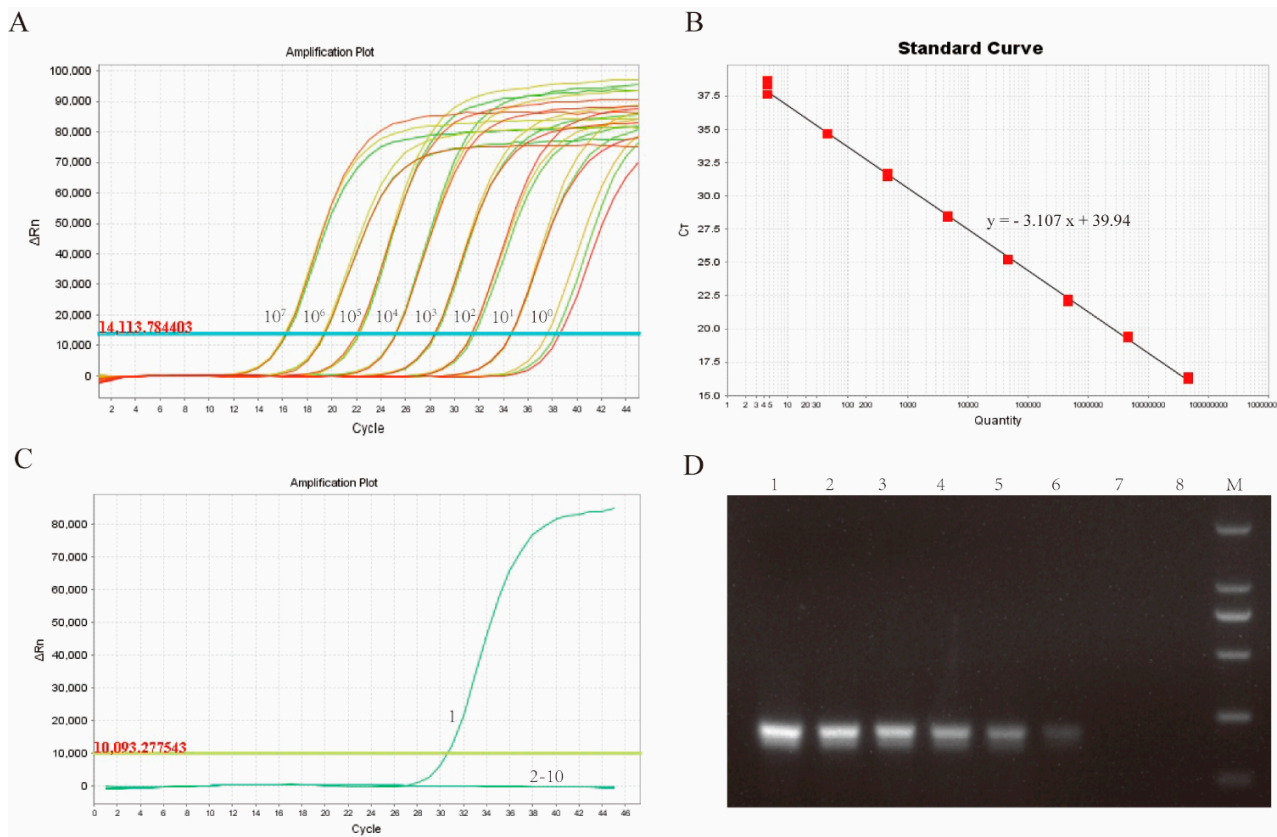 A
Amplification Plot
100,000
90,000
80,000
70,000
60,000
50,000
40,000
30,000
20,000
10,000
0
ΔRn
10⁷ 10⁶ 10⁵ 10⁴ 10³ 10² 10¹ 10⁰
14,113.784403
2 4 6 8 10 12 14 16 18 20 22 24 26 28 30 32 34 36 38 40 42 44
Cycle
B
Standard Curve
37.5
35.0
32.5
30.0
27.5
25.0
22.5
20.0
17.5
15.0
CT
y = - 3.107 x + 39.94
1 2 3 4 5 10 20 30 100 200 1000 10000 100000 1000000 10000000 100000000 1000000
Quantity
C
Amplification Plot
80,000
70,000
60,000
50,000
40,000
30,000
20,000
10,000
0
ΔRn
1
10,093.277543
2-10
0 2 4 6 8 10 12 14 16 18 20 22 24 26 28 30 32 34 36 38 40 42 44 46
Cycle
D
1 2 3 4 5 6 7 8 M